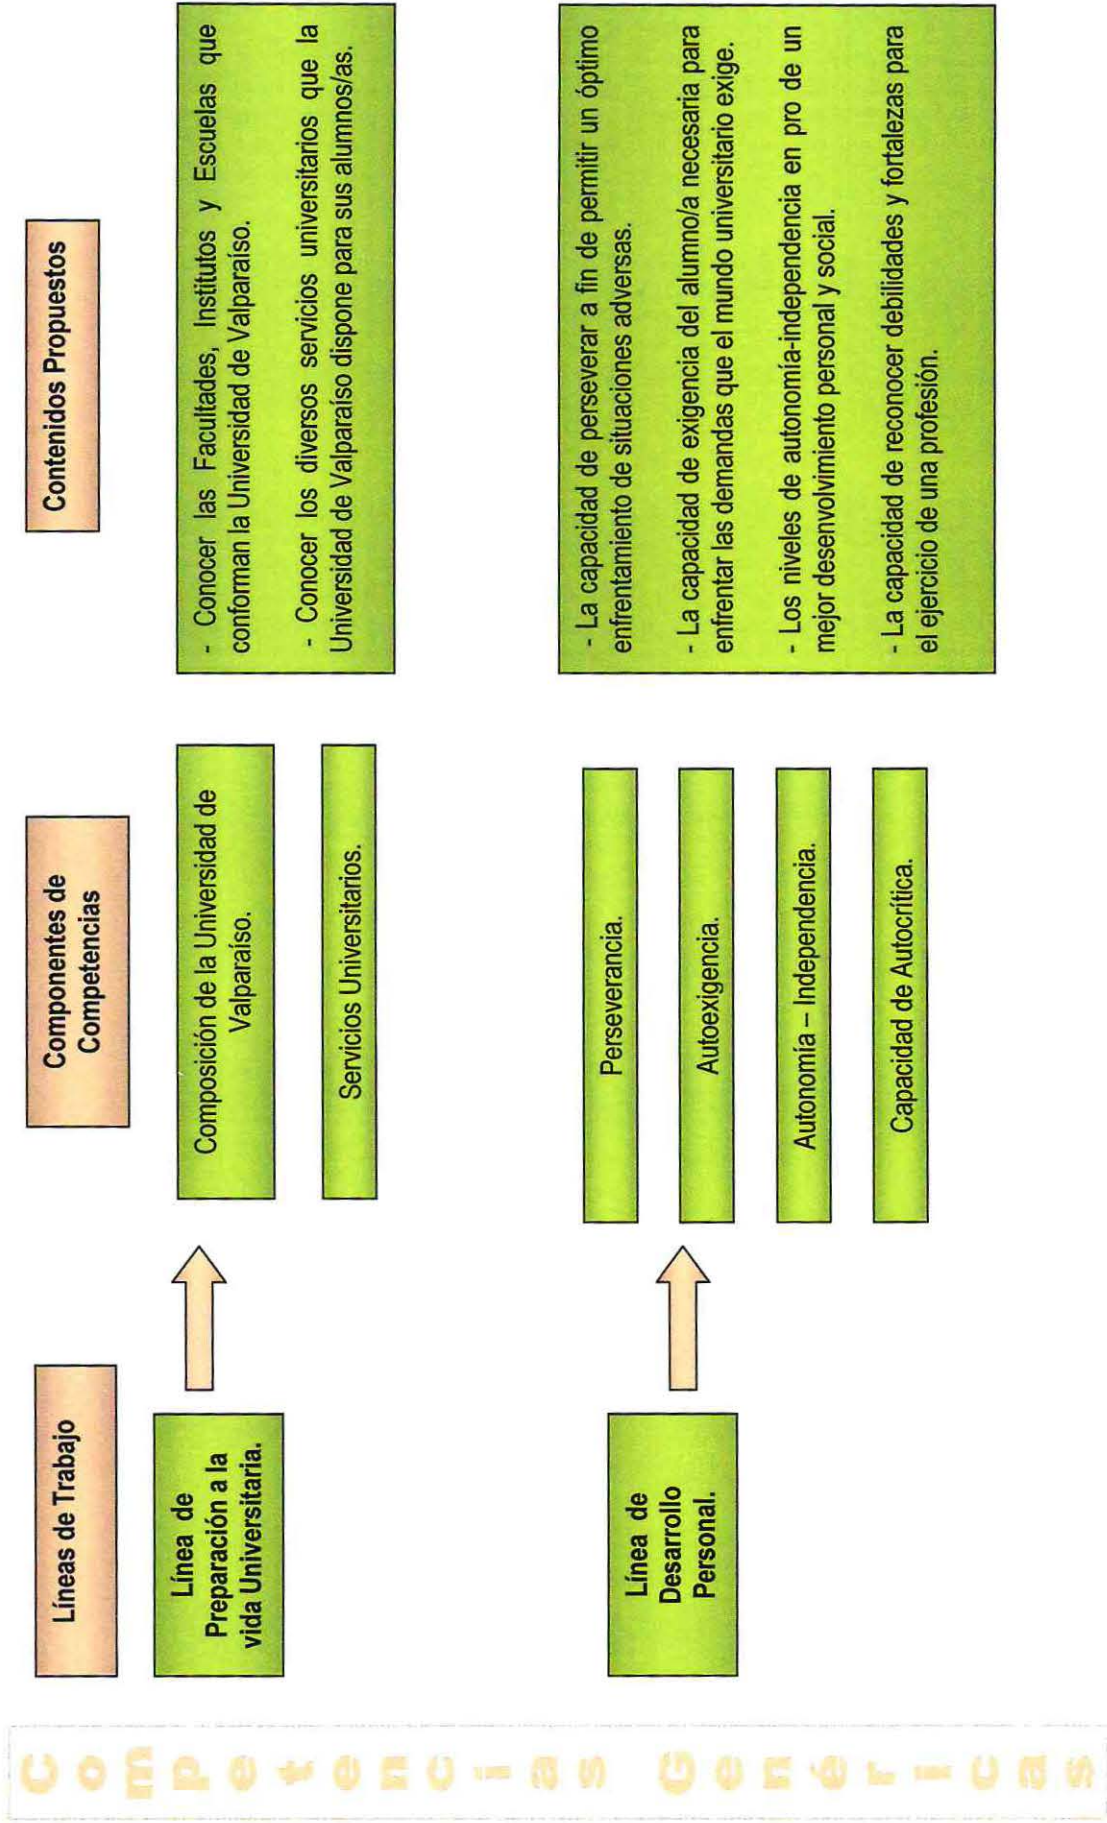 Competencias Genéricas
Líneas de Trabajo
Componentes de
Competencias
Contenidos Propuestos
Línea de
Preparación a la
vida Universitaria.
Composición de la Universidad de
Valparaíso.
Servicios Universitarios.
- Conocer las Facultades, Institutos y Escuelas que
conforman la Universidad de Valparaíso.
- Conocer los diversos servicios universitarios que la
Universidad de Valparaíso dispone para sus alumnos/as.
Línea de
Desarrollo
Personal.
Perseverancia.
Autoexigencia.
Autonomía – Independencia.
Capacidad de Autocrítica.
- La capacidad de perseverar a fin de permitir un óptimo
enfrentamiento de situaciones adversas.
- La capacidad de exigencia del alumno/a necesaria para
enfrentar las demandas que el mundo universitario exige.
- Los niveles de autonomía-independencia en pro de un
mejor desenvolvimiento personal y social.
- La capacidad de reconocer debilidades y fortalezas para
el ejercicio de una profesión.